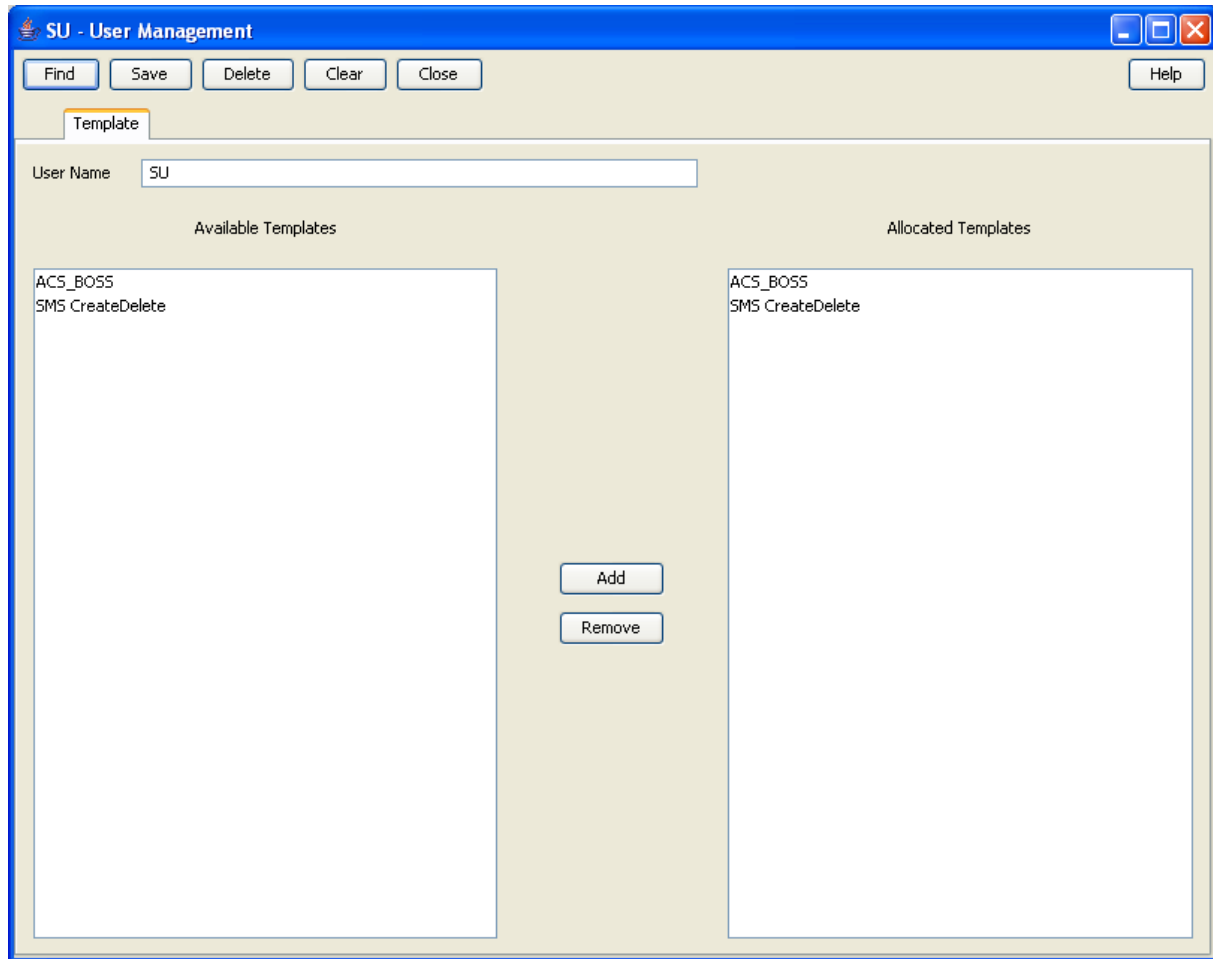 SU - User Management
Find Save Delete Clear Close Help
Template
User Name SU
Available Templates Allocated Templates
ACS_BOSS ACS_BOSS
SMS CreateDelete SMS CreateDelete
Add
Remove